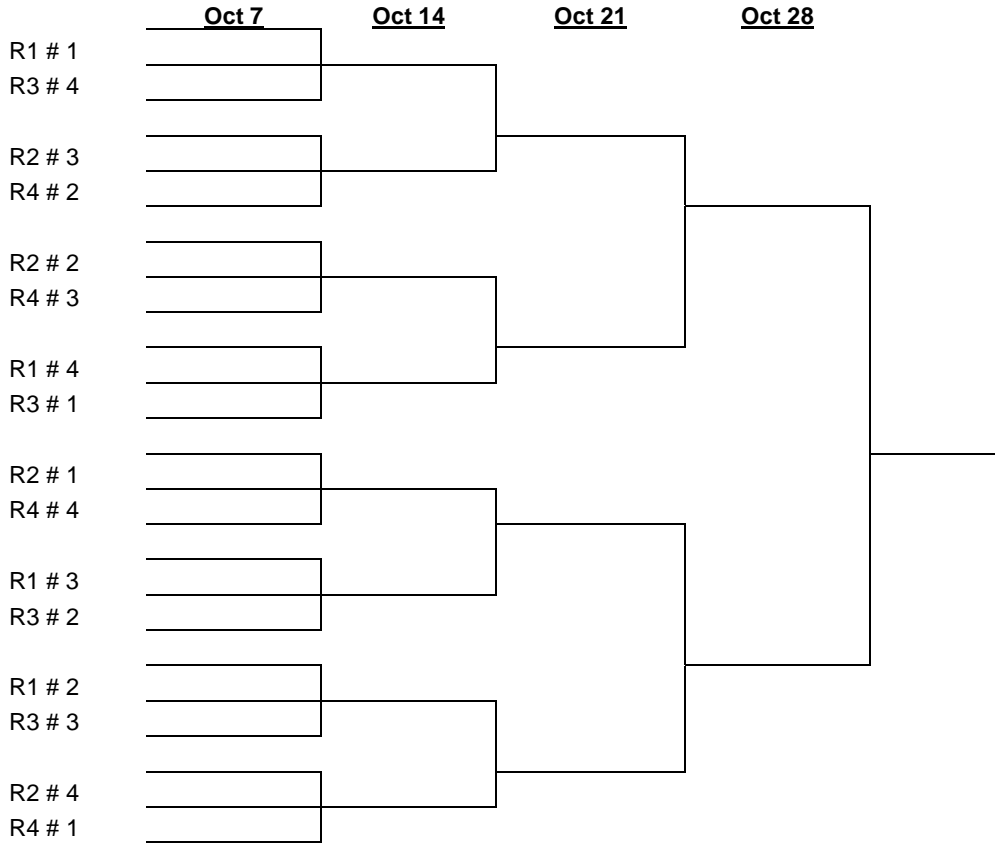 Oct 7 Oct 14 Oct 21 Oct 28
R1 # 1
R3 # 4
R2 # 3
R4 # 2
R2 # 2
R4 # 3
R1 # 4
R3 # 1
R2 # 1
R4 # 4
R1 # 3
R3 # 2
R1 # 2
R3 # 3
R2 # 4
R4 # 1